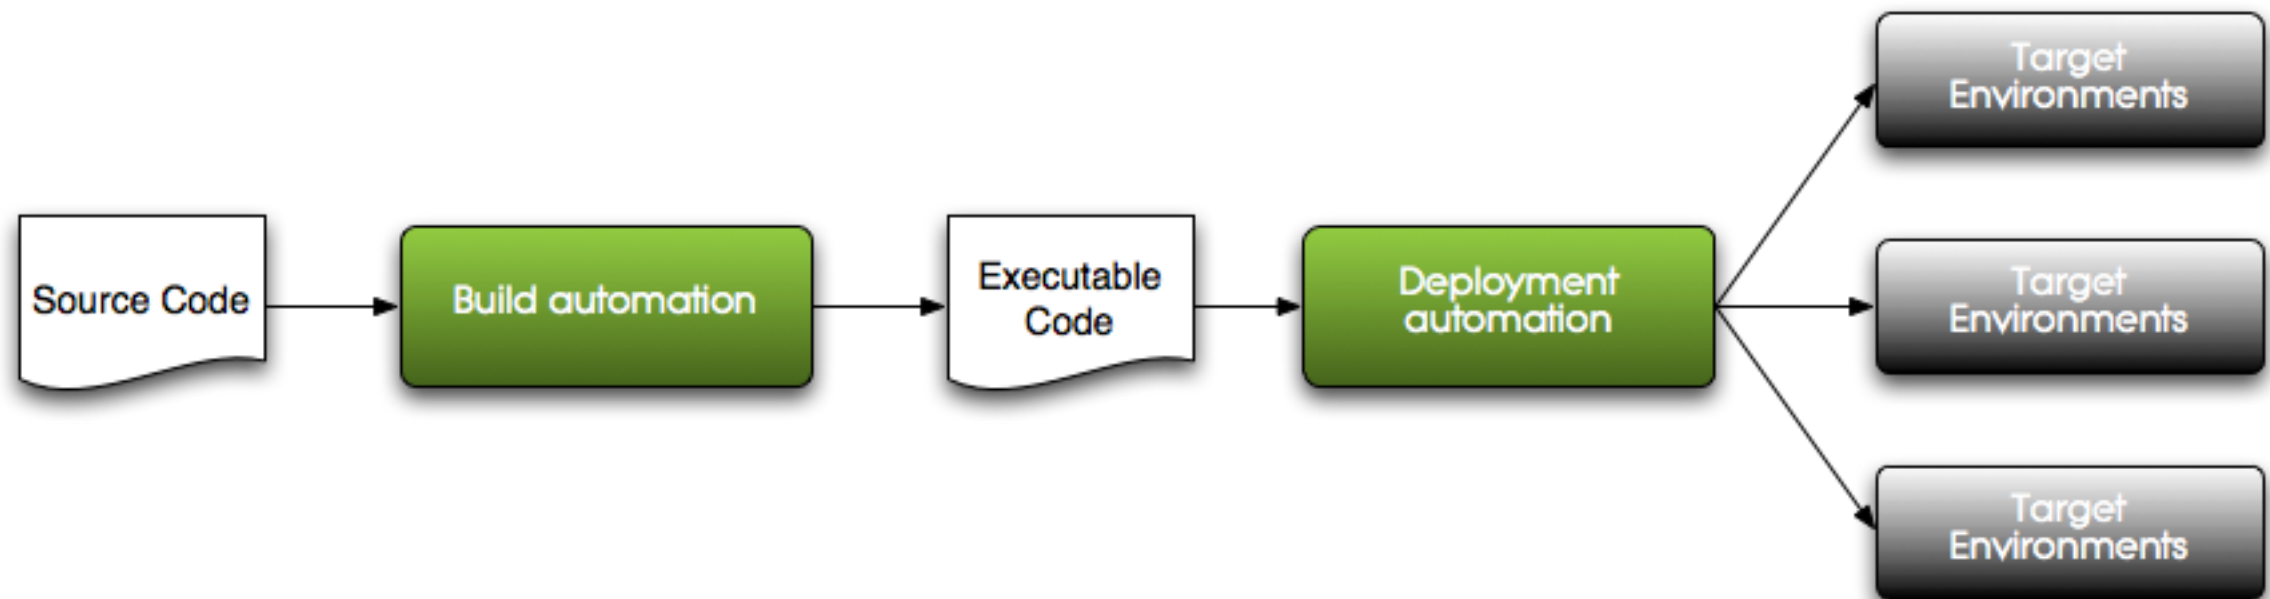 Source Code
Build automation
Executable
Code
Deployment
automation
Target
Environments
Target
Environments
Target
Environments